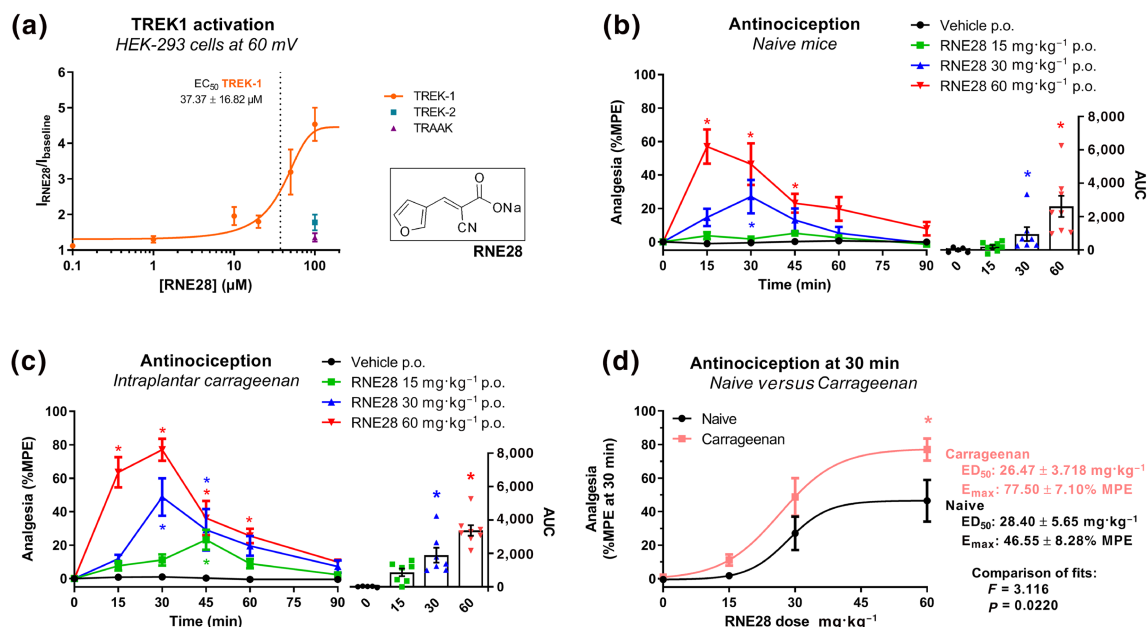 (a)
TREK1 activation
HEK-293 cells at 60 mV
EC50 TREK-1
37.37 ± 16.82 µM
TREK-1
TREK-2
TRAAK
6
5
4
3
2
1
I_RNE28/I_baseline
0.1
1
10
100
[RNE28] (µM)
O
O
ONa
CN
RNE28
(b)
Antinociception
Naive mice
Vehicle p.o.
RNE28 15 mg·kg⁻¹ p.o.
RNE28 30 mg·kg⁻¹ p.o.
RNE28 60 mg·kg⁻¹ p.o.
Analgesia (%MPE)
100
80
60
40
20
0
* * * *
0
15
30
45
60
75
90
Time (min)
* *
8,000
6,000
4,000
2,000
0
AUC
0
15
30
60
(c)
Antinociception
Intraplantar carrageenan
Vehicle p.o.
RNE28 15 mg·kg⁻¹ p.o.
RNE28 30 mg·kg⁻¹ p.o.
RNE28 60 mg·kg⁻¹ p.o.
Analgesia (%MPE)
100
80
60
40
20
0
* * * * * * *
0
15
30
45
60
75
90
Time (min)
* *
8,000
6,000
4,000
2,000
0
AUC
0
15
30
60
(d)
Antinociception at 30 min
Naive versus Carrageenan
Naive
Carrageenan
Analgesia
(%MPE at 30 min)
100
80
60
40
20
0
*
0
15
30
45
60
RNE28 dose mg·kg⁻¹
Carrageenan
ED50: 26.47 ± 3.718 mg·kg⁻¹
Emax: 77.50 ± 7.10% MPE
Naive
ED50: 28.40 ± 5.65 mg·kg⁻¹
Emax: 46.55 ± 8.28% MPE
Comparison of fits:
F = 3.116
P = 0.0220